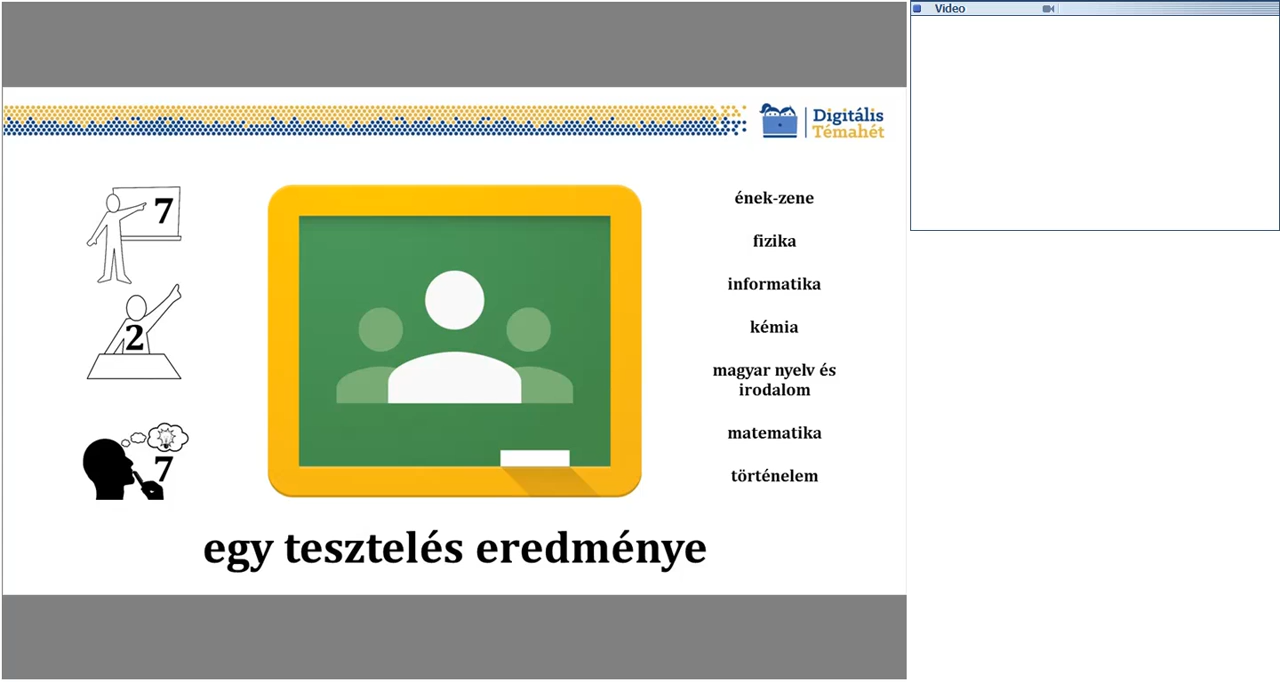 Video
Digitális
Témahét
7
2
7
ének-zene
fizika
informatika
kémia
magyar nyelv és
irodalom
matematika
történelem
egy tesztelés eredménye